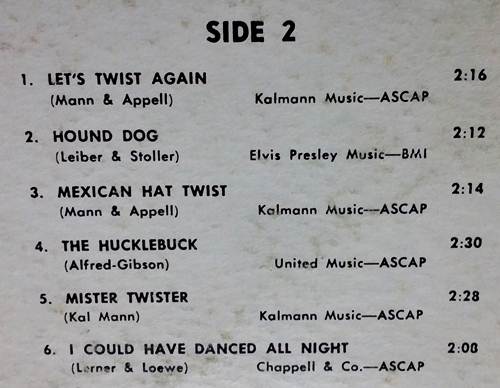 SIDE 2
1. LET'S TWIST AGAIN 2:16
(Mann & Appell) Kalmann Music—ASCAP
2. HOUND DOG 2:12
(Leiber & Stoller) Elvis Presley Music—BMI
3. MEXICAN HAT TWIST 2:14
(Mann & Appell) Kalmann Music—ASCAP
4. THE HUCKLEBUCK 2:30
(Alfred-Gibson) United Music—ASCAP
5. MISTER TWISTER 2:28
(Kal Mann) Kalmann Music—ASCAP
6. I COULD HAVE DANCED ALL NIGHT 2:08
(Lerner & Loewe) Chappell & Co.—ASCAP